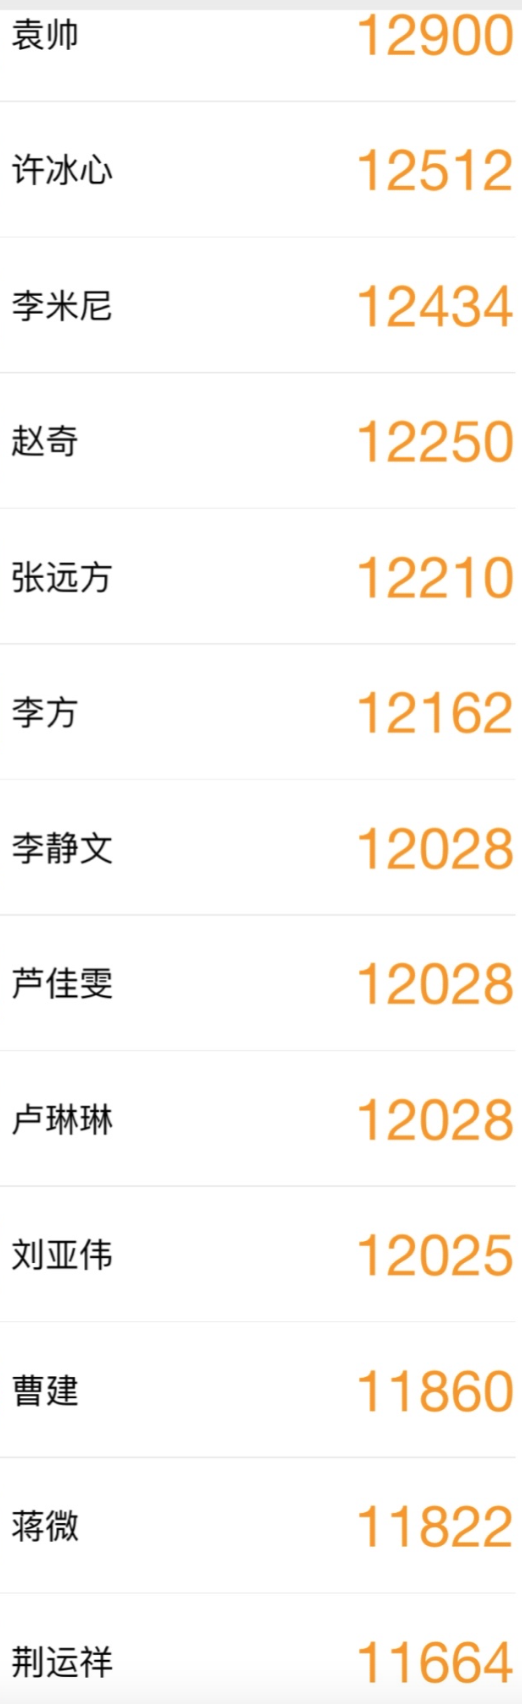 袁帅 12900
许冰心 12512
李米尼 12434
赵奇 12250
张远方 12210
李方 12162
李静文 12028
芦佳雯 12028
卢琳琳 12028
刘亚伟 12025
曹建 11860
蒋微 11822
荆运祥 11664